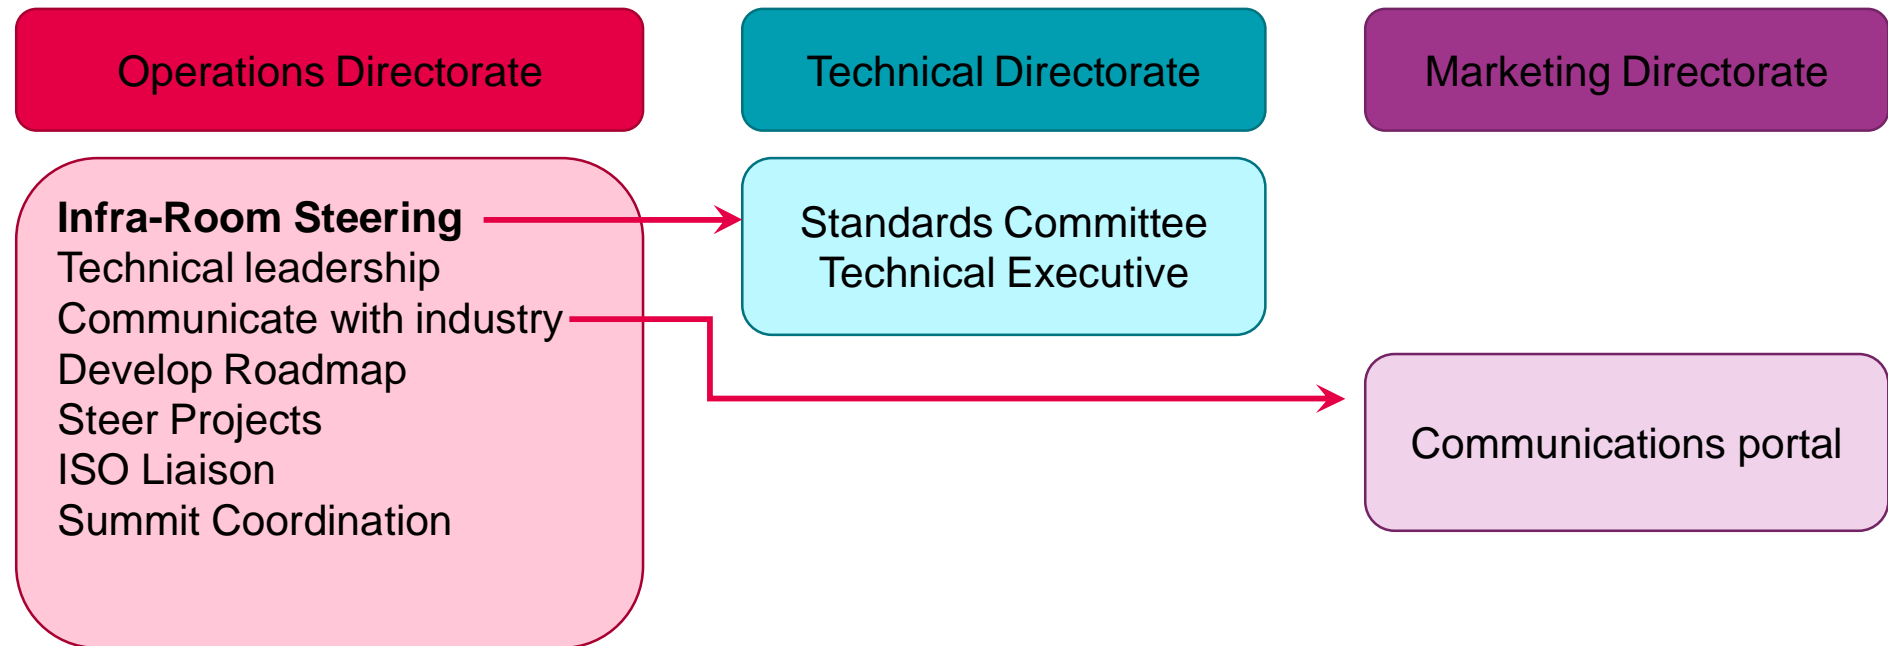 Operations Directorate
Technical Directorate
Marketing Directorate
Infra-Room Steering
Technical leadership
Communicate with industry
Develop Roadmap
Steer Projects
ISO Liaison
Summit Coordination
Standards Committee
Technical Executive
Communications portal